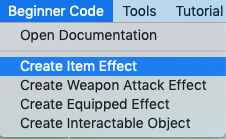 Beginner Code Tools Tutorial
Open Documentation
Create Item Effect
Create Weapon Attack Effect
Create Equipped Effect
Create Interactable Object